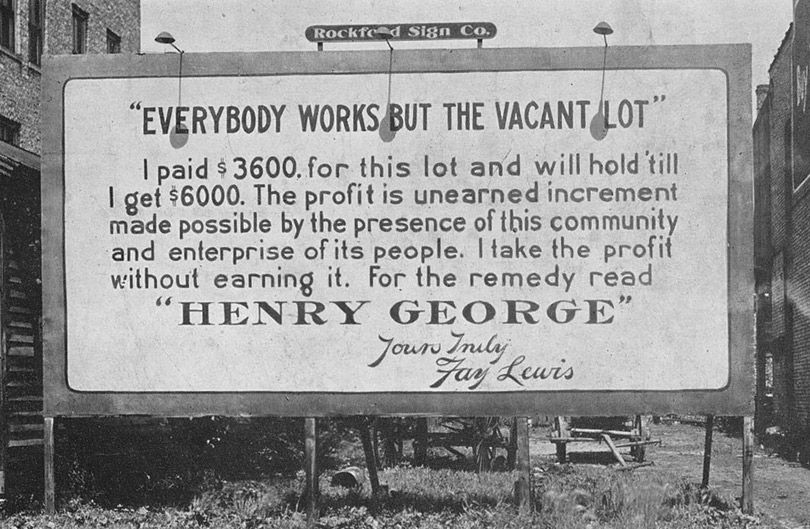 Rockford Sign Co.
"EVERYBODY WORKS BUT THE VACANT LOT"
I paid $3600. for this lot and will hold 'till
I get $6000. The profit is unearned increment
made possible by the presence of this community
and enterprise of its people. I take the profit
without earning it. For the remedy read
"HENRY GEORGE"
Yours Truly
Fay Lewis